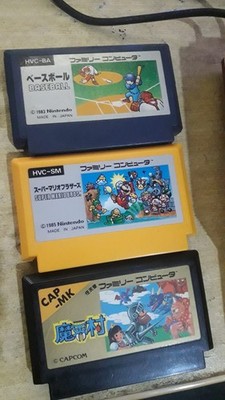 HVC-BA
ファミリー コンピュータ
ベースボール
BASEBALL
©1983 Nintendo
MADE IN JAPAN
HVC-SM
ファミリー コンピュータ
スーパーマリオブラザーズ
SUPER MARIO BROS.
©1985 Nintendo
MADE IN JAPAN
CAP
-MK
ファミリー コンピュータ
魔界村
©CAPCOM